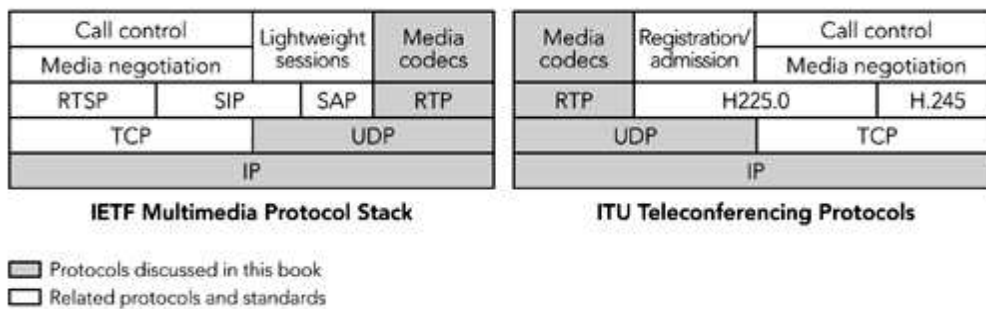 Call control
Lightweight sessions
Media codecs
Media negotiation
RTSP
SIP
SAP
RTP
TCP
UDP
IP
IETF Multimedia Protocol Stack
Media codecs
Registration/ admission
Call control
Media negotiation
RTP
H225.0
H.245
UDP
TCP
IP
ITU Teleconferencing Protocols
Protocols discussed in this book
Related protocols and standards